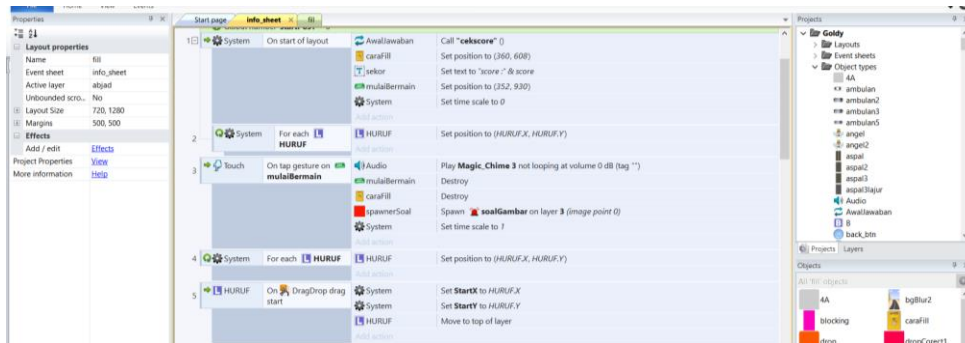 Properties
Layout properties
Name fill
Event sheet info_sheet
Active layer abjad
Unbounded scro... No
Layout Size 720, 1280
Margins 500, 500
Effects
Add / edit Effects
Project Properties View
More information Help
Start page info_sheet × fill
1 System On start of layout AwalJawaban Call "cekscore" ()
caraFill Set position to (360, 608)
sekor Set text to "score :" & score
mulaiBermain Set position to (352, 930)
System Set time scale to 0
Add action
2 System For each HURUF HURUF Set position to (HURUF.X, HURUF.Y)
3 Touch On tap gesture on mulaiBermain Audio Play Magic_Chime 3 not looping at volume 0 dB (tag "")
mulaiBermain Destroy
caraFill Destroy
spawnerSoal Spawn soalGambar on layer 3 (image point 0)
System Set time scale to 1
Add action
4 System For each HURUF HURUF Set position to (HURUF.X, HURUF.Y)
Add action
5 HURUF On DragDrop drag start System Set StartX to HURUF.X
System Set StartY to HURUF.Y
HURUF Move to top of layer
Add action
Projects
Goldy
Layouts
Event sheets
Object types
4A
ambulan
ambulan2
ambulan3
ambulan5
angel
angel2
aspal
aspal2
aspal3
aspal3lajur
Audio
AwalJawaban
B
back_btn
Projects Layers
Objects
All 'fill' objects
4A bgBlur2
blocking caraFill
drop dropCorect1